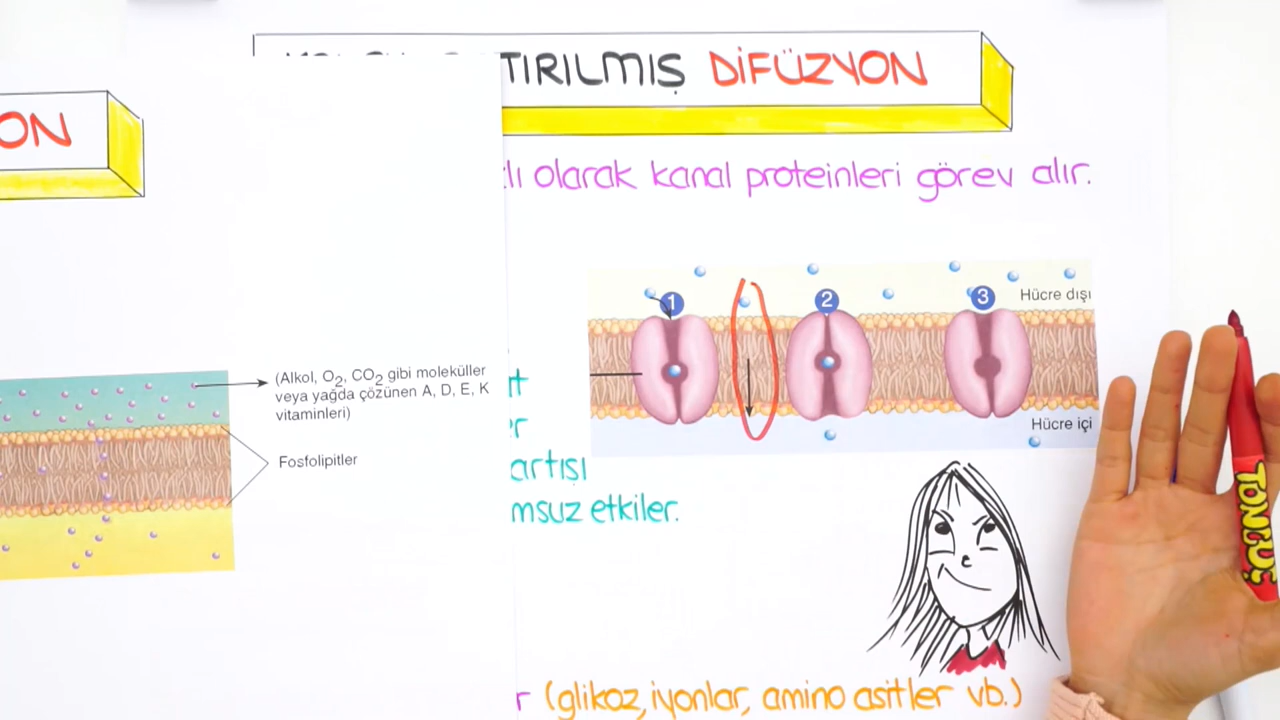 TIRILMIŞ DİFÜZYON
ON
olarak kanal proteinleri görev alır.
1
2
3
Hücre dışı
Hücre içi
(Alkol, O2, CO2 gibi moleküller
veya yağda çözünen A, D, E, K
vitaminleri)
Fosfolipitler
artışı
msuz etkiler.
r (glikoz, iyonlar, amino asitler vb.)
TONGUÇ